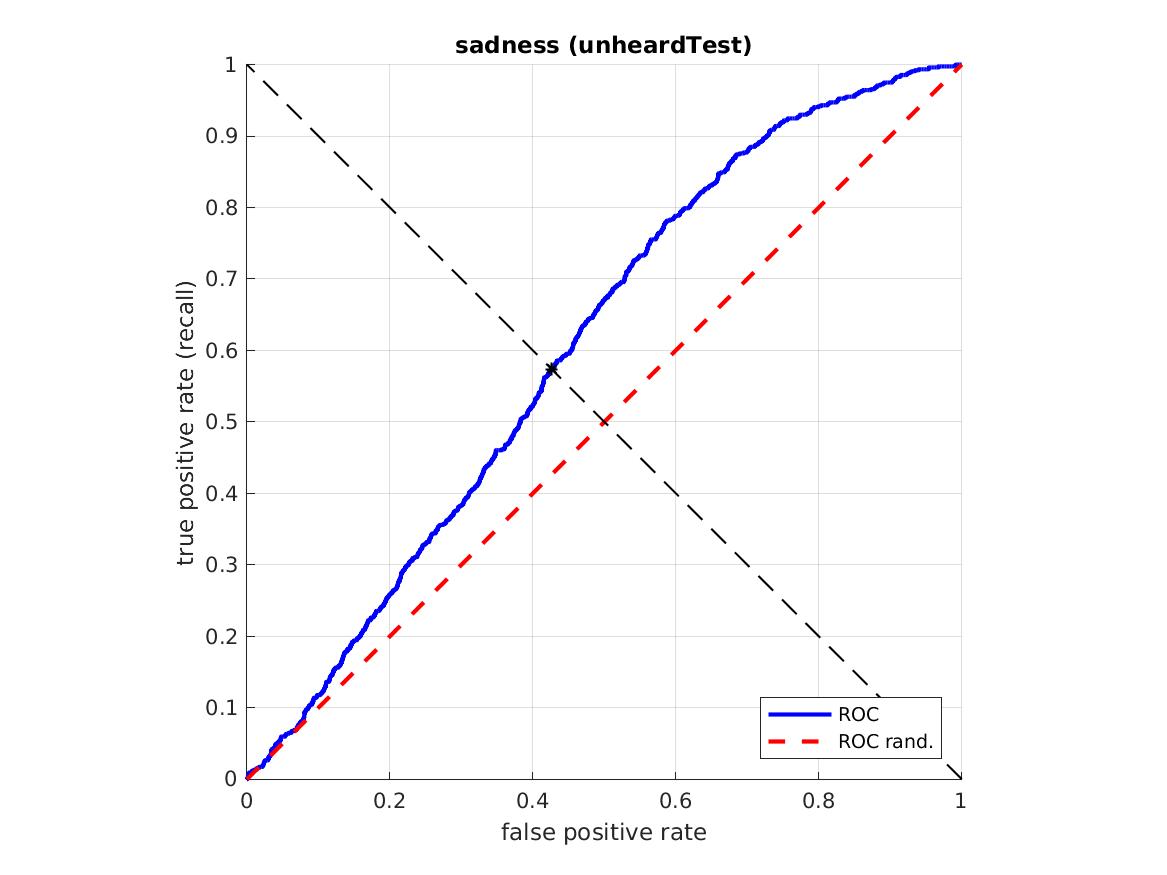 sadness (unheardTest)
1
0.9
0.8
0.7
0.6
0.5
0.4
0.3
0.2
0.1
0
true positive rate (recall)
ROC
ROC rand.
0 0.2 0.4 0.6 0.8 1
false positive rate